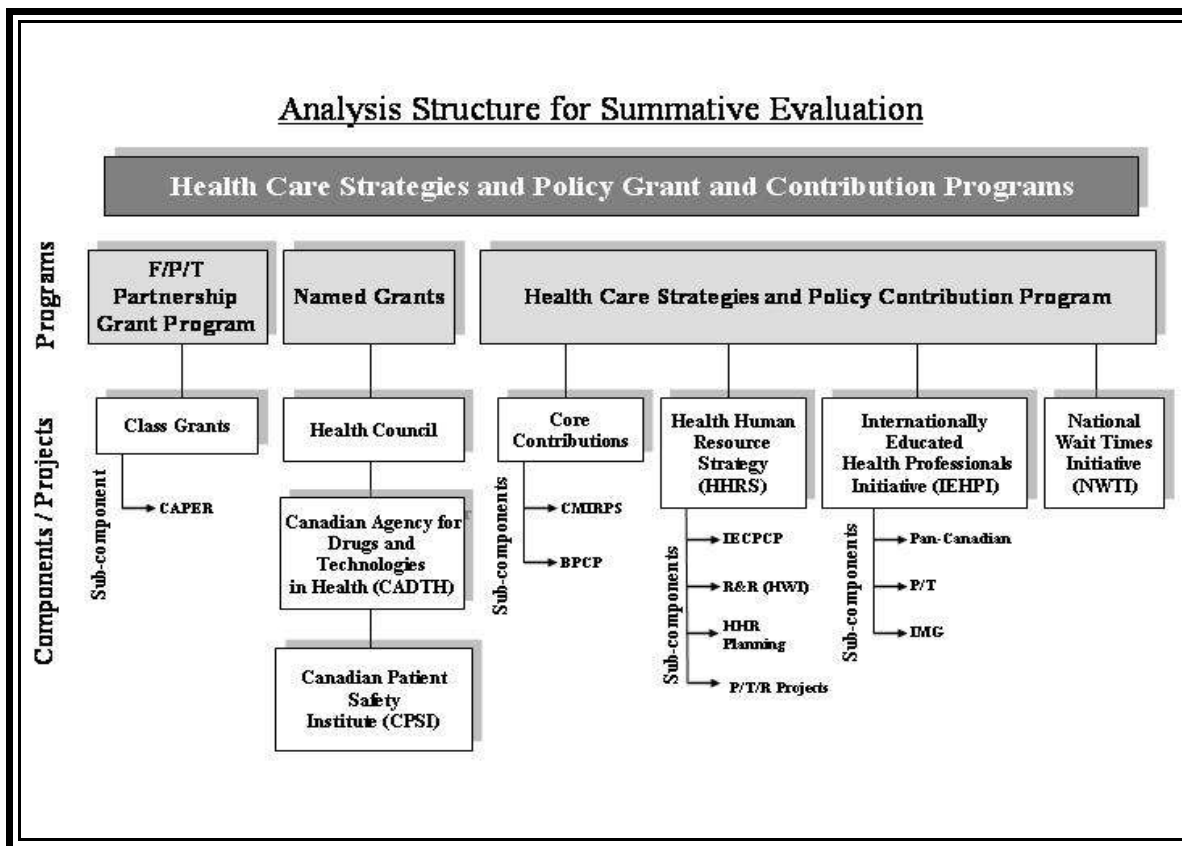 Analysis Structure for Summative Evaluation
Health Care Strategies and Policy Grant and Contribution Programs
Programs
F/P/T
Partnership
Grant Program
Named Grants
Health Care Strategies and Policy Contribution Program
Components / Projects
Class Grants
Sub-component
CAPER
Health Council
Canadian Agency for
Drugs and
Technologies
in Health (CADTH)
Canadian Patient
Safety
Institute (CPSI)
Core
Contributions
Sub-components
CMIRPS
BPCP
Health Human
Resource
Strategy
(HHRS)
Sub-components
IECPCP
R&R (HWI)
HHR
Planning
P/T/R Projects
Internationally
Educated
Health Professionals
Initiative (IEHPI)
Sub-components
Pan-Canadian
P/T
IMG
National
Wait Times
Initiative
(NWTI)